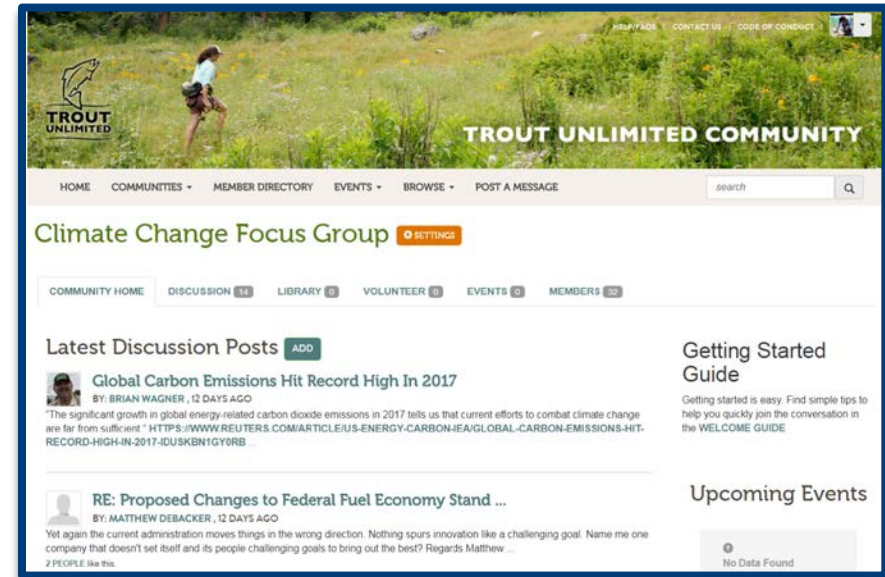 HELP/FAQS CONTACT US CODE OF CONDUCT
TROUT
UNLIMITED
TROUT UNLIMITED COMMUNITY
HOME COMMUNITIES MEMBER DIRECTORY EVENTS BROWSE POST A MESSAGE search
Climate Change Focus Group SETTINGS
COMMUNITY HOME DISCUSSION 14 LIBRARY 0 VOLUNTEER 0 EVENTS 0 MEMBERS 32
Latest Discussion Posts ADD
Global Carbon Emissions Hit Record High In 2017
BY: BRIAN WAGNER , 12 DAYS AGO
"The significant growth in global energy-related carbon dioxide emissions in 2017 tells us that current efforts to combat climate change
are far from sufficient " HTTPS://WWW.REUTERS.COM/ARTICLE/US-ENERGY-CARBON-IEA/GLOBAL-CARBON-EMISSIONS-HIT-
RECORD-HIGH-IN-2017-IDUSKBN1GY0RB ...
RE: Proposed Changes to Federal Fuel Economy Stand ...
BY: MATTHEW DEBACKER , 12 DAYS AGO
Yet again the current administration moves things in the wrong direction. Nothing spurs innovation like a challenging goal. Name me one
company that doesn't set itself and its people challenging goals to bring out the best? Regards Matthew ...
2 PEOPLE like this.
Getting Started
Guide
Getting started is easy. Find simple tips to
help you quickly join the conversation in
the WELCOME GUIDE
Upcoming Events
No Data Found